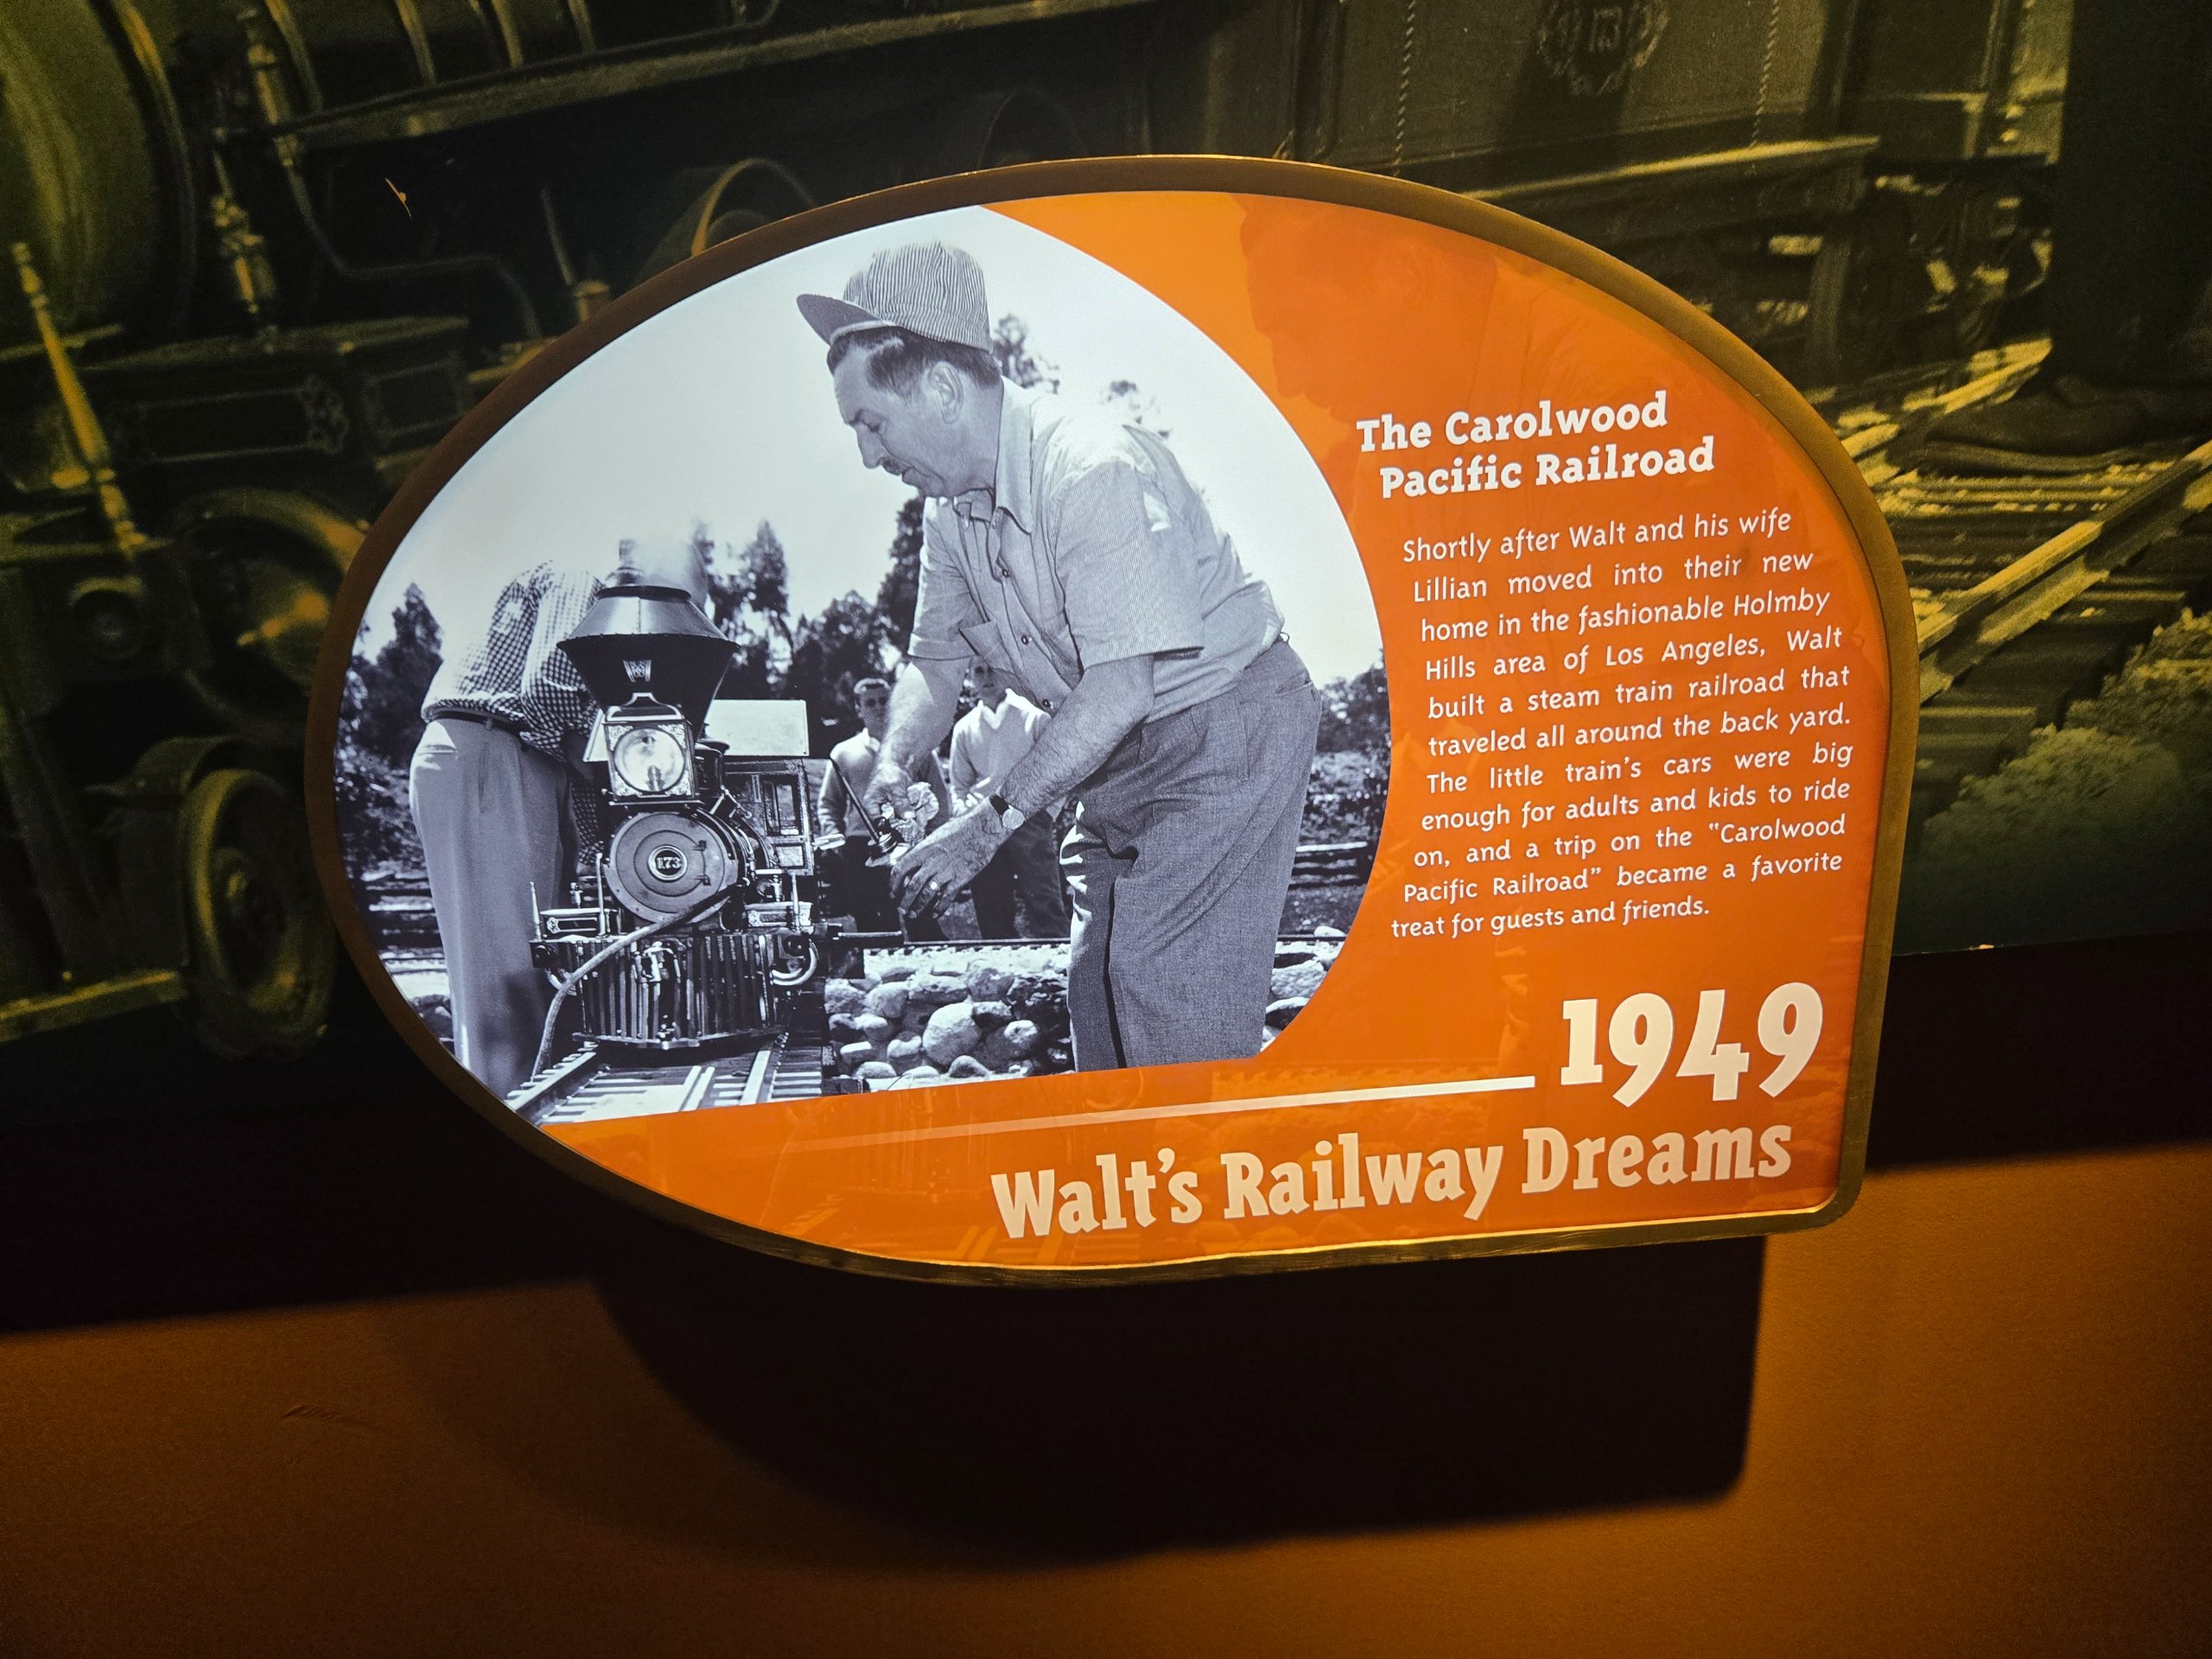 The Carolwood
Pacific Railroad
Shortly after Walt and his wife
Lillian moved into their new
home in the fashionable Holmby
Hills area of Los Angeles, Walt
built a steam train railroad that
traveled all around the back yard.
The little train's cars were big
enough for adults and kids to ride
on, and a trip on the "Carolwood
Pacific Railroad" became a favorite
treat for guests and friends.
1949
Walt's Railway Dreams
173
173